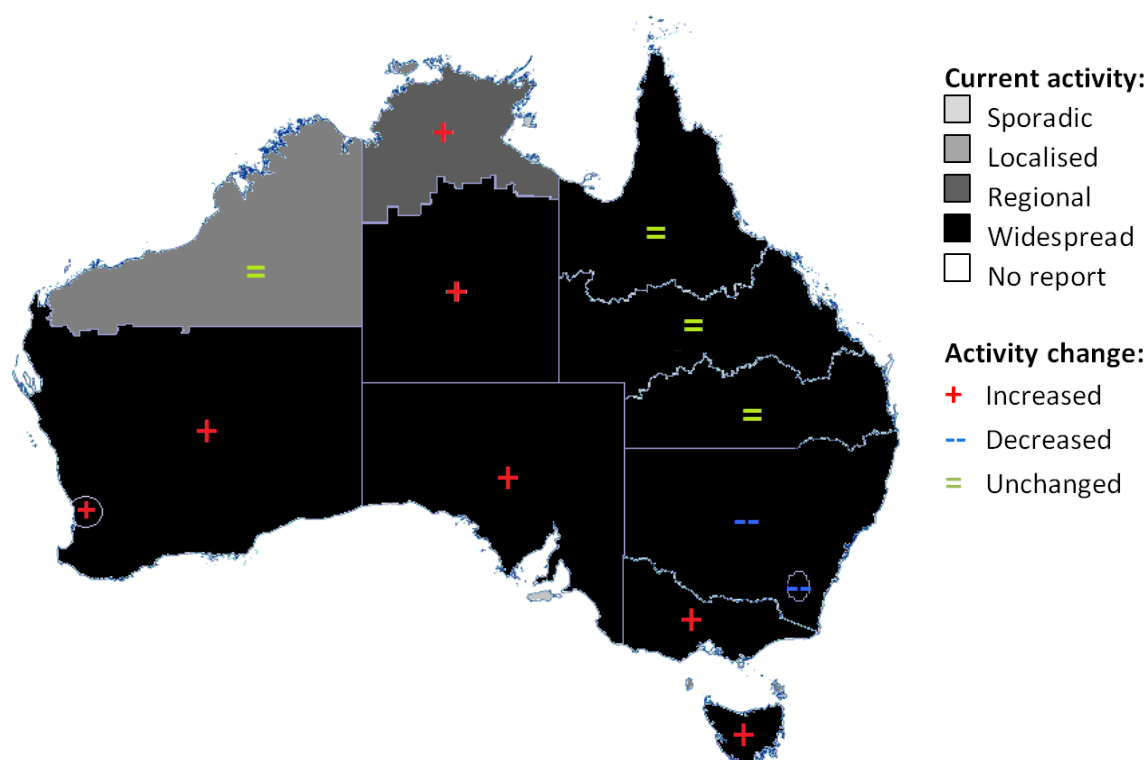 Current activity:
Sporadic
Localised
Regional
Widespread
No report
Activity change:
+ Increased
-- Decreased
= Unchanged
+
=
+
=
=
+
=
+
+
--
--
+
+